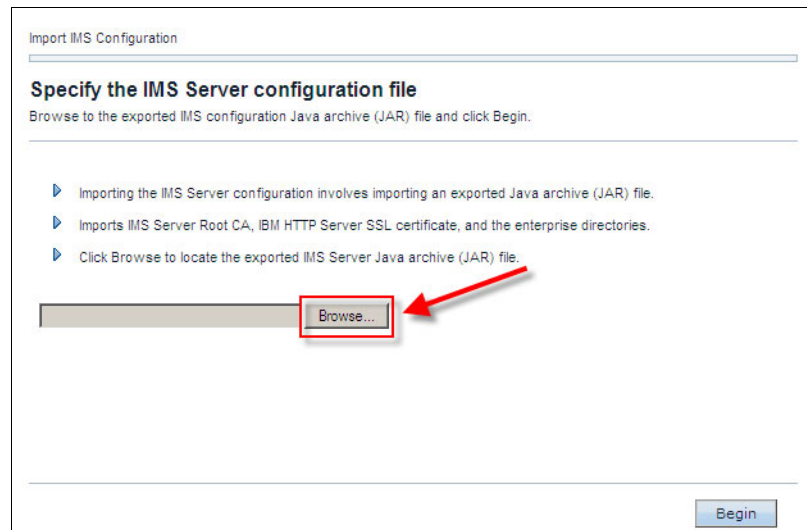 Import IMS Configuration
Specify the IMS Server configuration file
Browse to the exported IMS configuration Java archive (JAR) file and click Begin.
Importing the IMS Server configuration involves importing an exported Java archive (JAR) file.
Imports IMS Server Root CA, IBM HTTP Server SSL certificate, and the enterprise directories.
Click Browse to locate the exported IMS Server Java archive (JAR) file.
Browse...
Begin